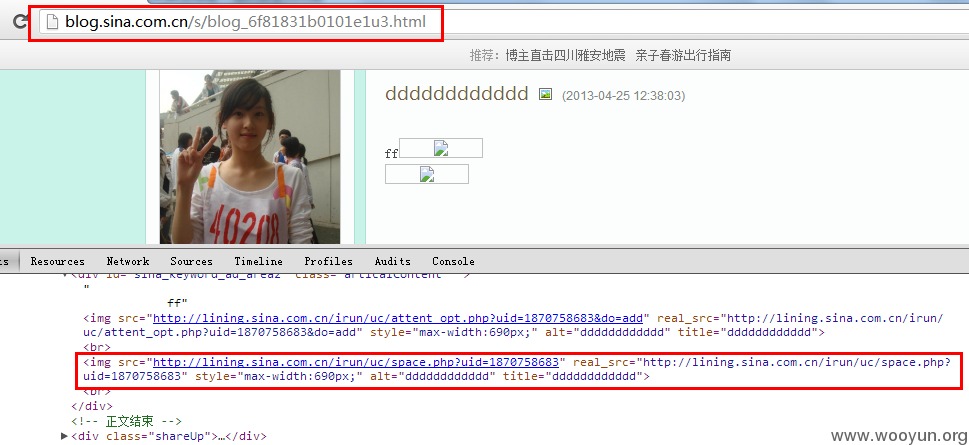 blog.sina.com.cn/s/blog_6f81831b0101e1u3.html
推荐: 博主直击四川雅安地震 亲子春游出行指南
dddddddddddd (2013-04-25 12:38:03)
ff
40208
Resources Network Sources Timeline Profiles Audits Console
<div id="sina_keyword_ad_area2" class="articalContent ">
"
ff"
<img src="http://lining.sina.com.cn/irun/uc/attent_opt.php?uid=1870758683&do=add" real_src="http://lining.sina.com.cn/irun/
uc/attent_opt.php?uid=1870758683&do=add" style="max-width:690px;" alt="dddddddddddd" title="dddddddddddd">
<br>
<img src="http://lining.sina.com.cn/irun/uc/space.php?uid=1870758683" real_src="http://lining.sina.com.cn/irun/uc/space.php?
uid=1870758683" style="max-width:690px;" alt="dddddddddddd" title="dddddddddddd">
<br>
</div>
<!-- 正文结束 -->
<div class="shareUp">…</div>
www.wooyun.org